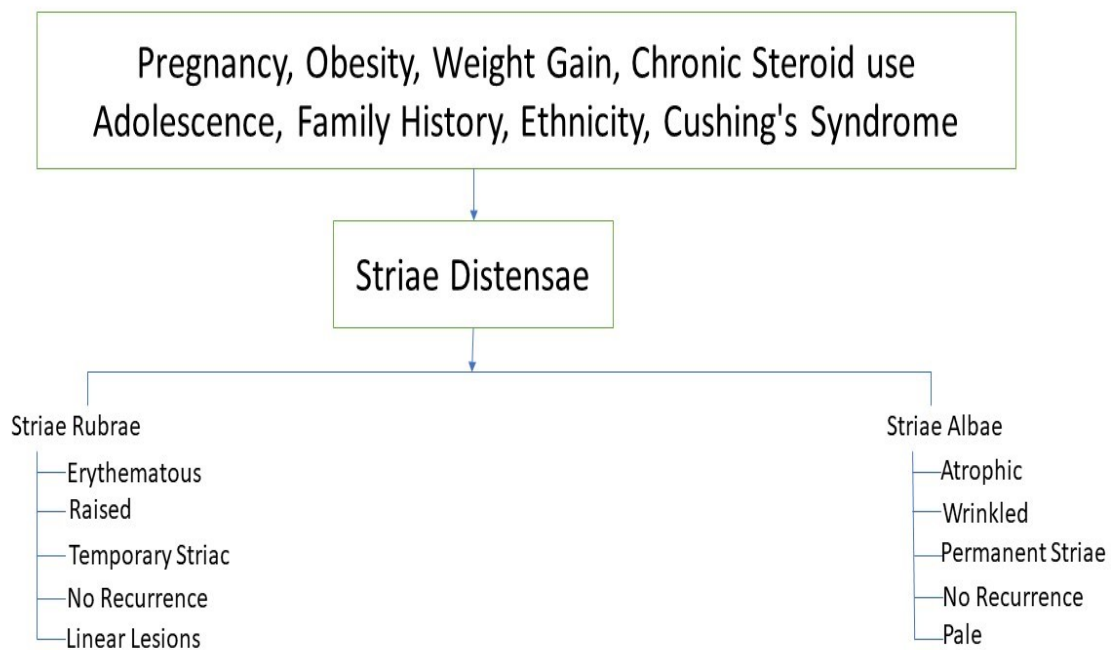 Pregnancy, Obesity, Weight Gain, Chronic Steroid use
Adolescence, Family History, Ethnicity, Cushing's Syndrome
Striae Distensae
Striae Rubrae
Erythematous
Raised
Temporary Striac
No Recurrence
Linear Lesions
Striae Albae
Atrophic
Wrinkled
Permanent Striae
No Recurrence
Pale